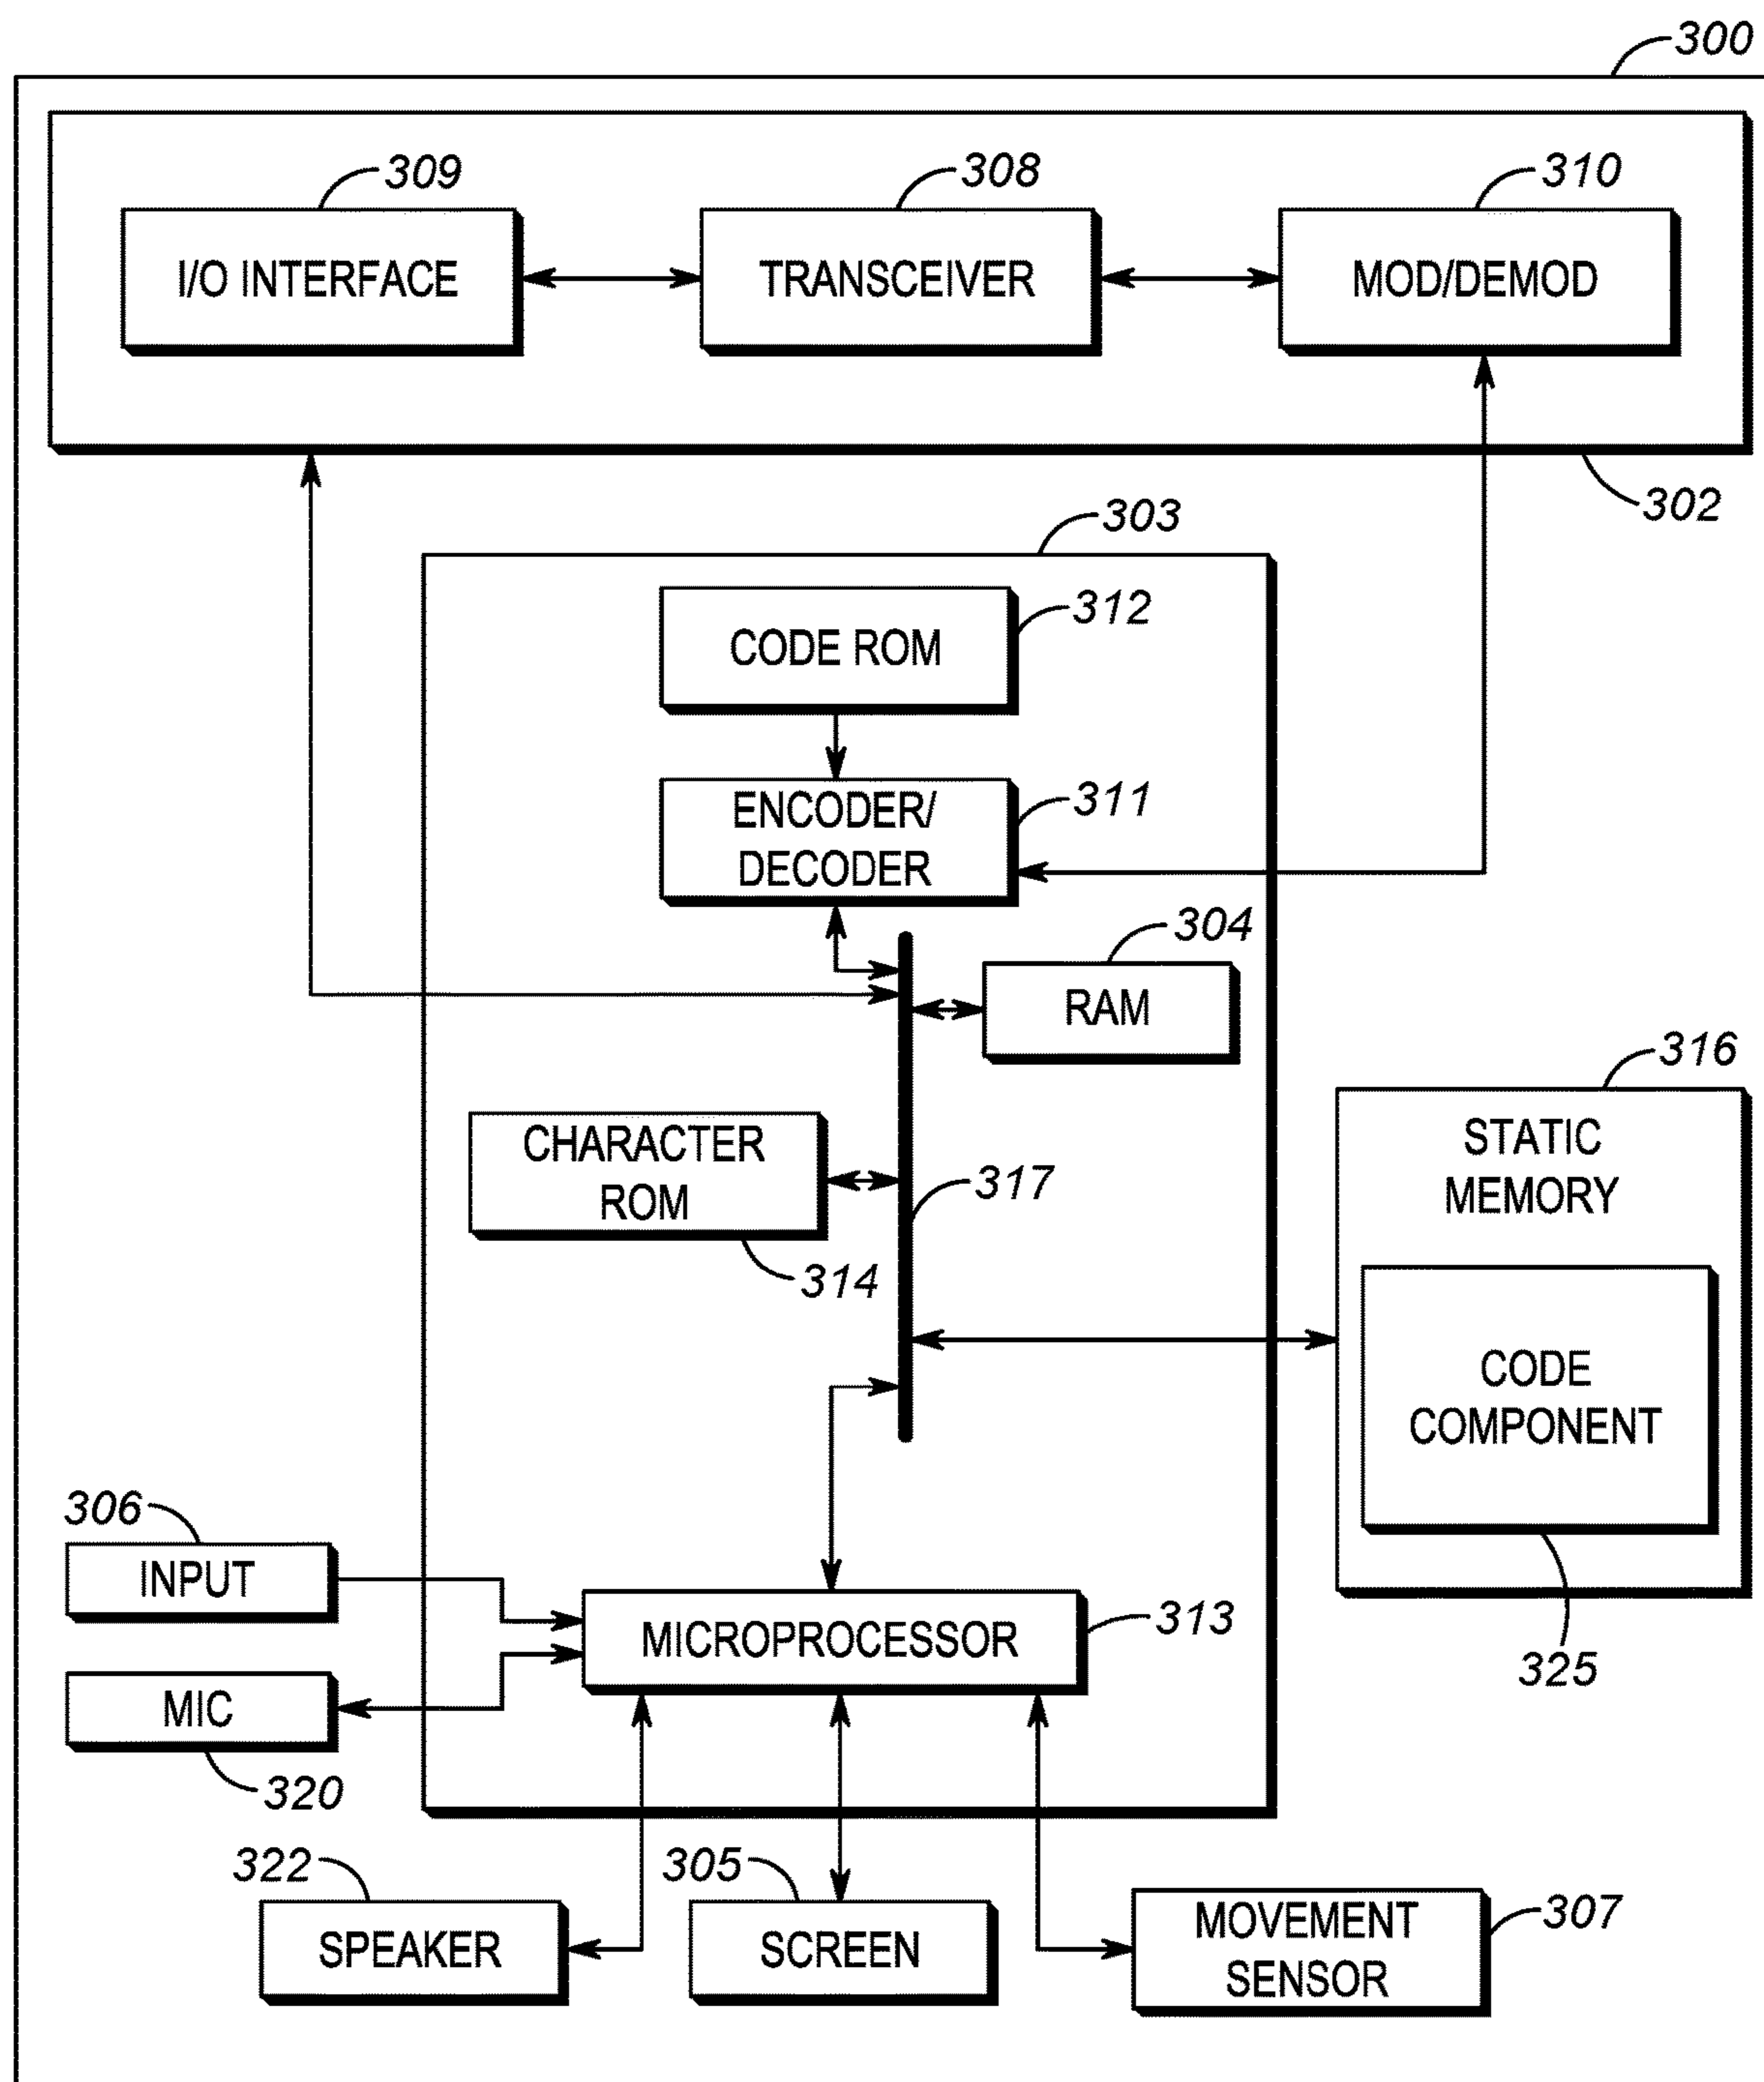 300
309
308
310
I/O INTERFACE
TRANSCEIVER
MOD/DEMOD
302
303
312
CODE ROM
311
ENCODER/
DECODER
304
RAM
316
STATIC
MEMORY
CHARACTER
ROM
317
314
CODE
COMPONENT
325
306
INPUT
313
MICROPROCESSOR
MIC
320
322
SPEAKER
305
SCREEN
307
MOVEMENT
SENSOR